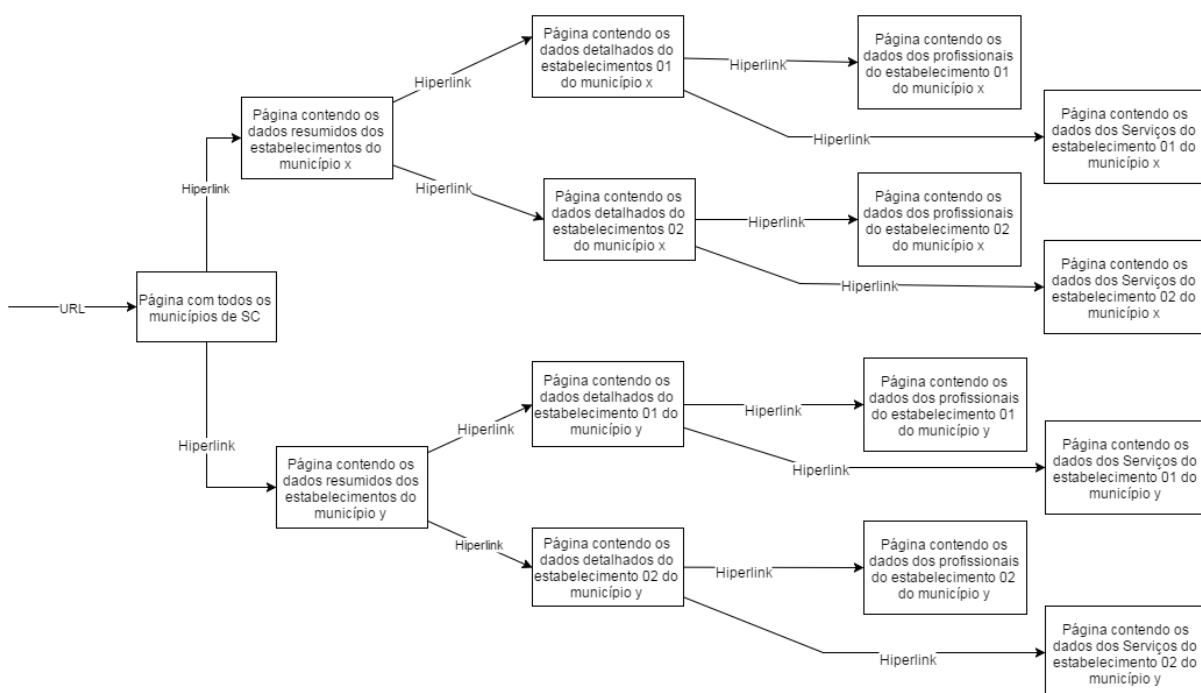 URL
Página com todos os
municípios de SC
Hiperlink
Página contendo os
dados resumidos dos
estabelecimentos do
município x
Hiperlink
Página contendo os
dados detalhados do
estabelecimentos 01
do município x
Hiperlink
Página contendo os
dados dos profissionais
do estabelecimento 01
do município x
Hiperlink
Página contendo os
dados dos Serviços do
estabelecimento 01 do
município x
Hiperlink
Página contendo os
dados detalhados do
estabelecimentos 02
do município x
Hiperlink
Página contendo os
dados dos profissionais
do estabelecimento 02
do município x
Hiperlink
Página contendo os
dados dos Serviços do
estabelecimento 02 do
município x
Hiperlink
Página contendo os
dados resumidos dos
estabelecimentos do
município y
Hiperlink
Página contendo os
dados detalhados do
estabelecimento 01 do
município y
Hiperlink
Página contendo os
dados dos profissionais
do estabelecimento 01
do município y
Hiperlink
Página contendo os
dados dos Serviços do
estabelecimento 01 do
município y
Hiperlink
Página contendo os
dados detalhados do
estabelecimento 02 do
município y
Hiperlink
Página contendo os
dados dos profissionais
do estabelecimento 02
do município y
Hiperlink
Página contendo os
dados dos Serviços do
estabelecimento 02 do
município y